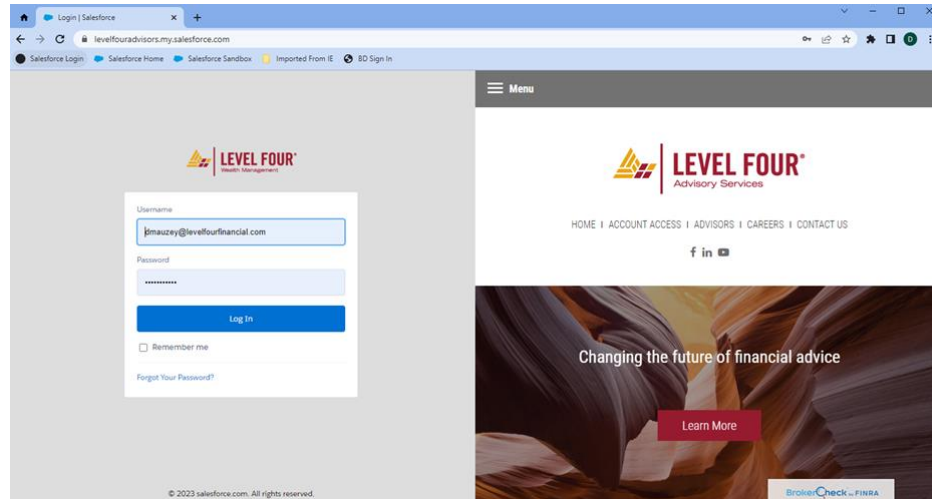 Login | Salesforce
levelfouradvisors.my.salesforce.com
Salesforce Login Salesforce Home Salesforce Sandbox Imported From IE BD Sign In
LEVEL FOUR®
Wealth Management
Username
dmauzey@levelfourfinancial.com
Password
•••••••••••
Log In
Remember me
Forgot Your Password?
© 2023 salesforce.com. All rights reserved.
Menu
LEVEL FOUR®
Advisory Services
HOME | ACCOUNT ACCESS | ADVISORS | CAREERS | CONTACT US
Changing the future of financial advice
Learn More
BrokerCheck by FINRA
D